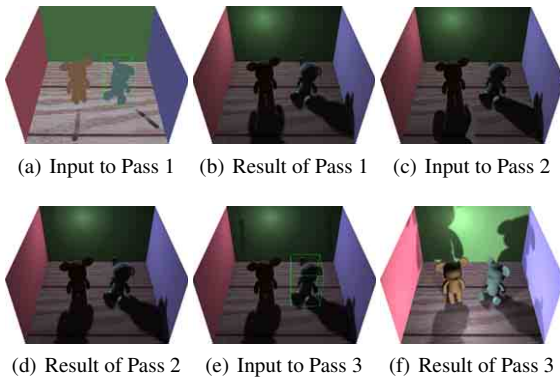 (a) Input to Pass 1 (b) Result of Pass 1 (c) Input to Pass 2
(d) Result of Pass 2 (e) Input to Pass 3 (f) Result of Pass 3